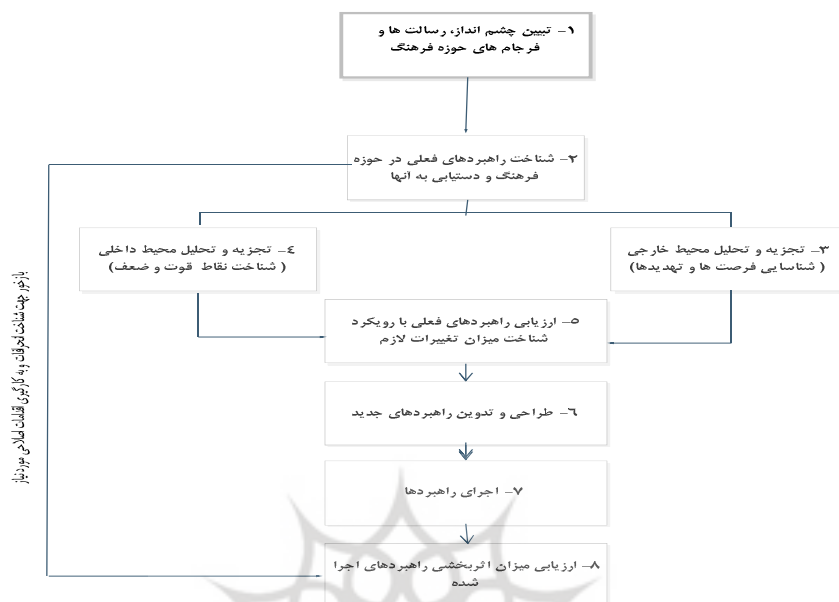 ۱- تبیین چشم انداز، رسالت ها و
فرجام های حوزه فرهنگ
۲- شناخت راهبردهای فعلی در حوزه
فرهنگ و دستیابی به آنها
۳- تجزیه و تحلیل محیط خارجی
( شناسایی فرصت ها و تهدیدها)
۴- تجزیه و تحلیل محیط داخلی
( شناخت نقاط قوت و ضعف)
۵- ارزیابی راهبردهای فعلی با رویکرد
شناخت میزان تغییرات لازم
۶- طراحی و تدوین راهبردهای جدید
۷- اجرای راهبردها
۸- ارزیابی میزان اثربخشی راهبردهای اجرا
شده
بازخور جهت شناخت انحرافات و به کارگیری اقدامات اصلاحی مورد نیاز